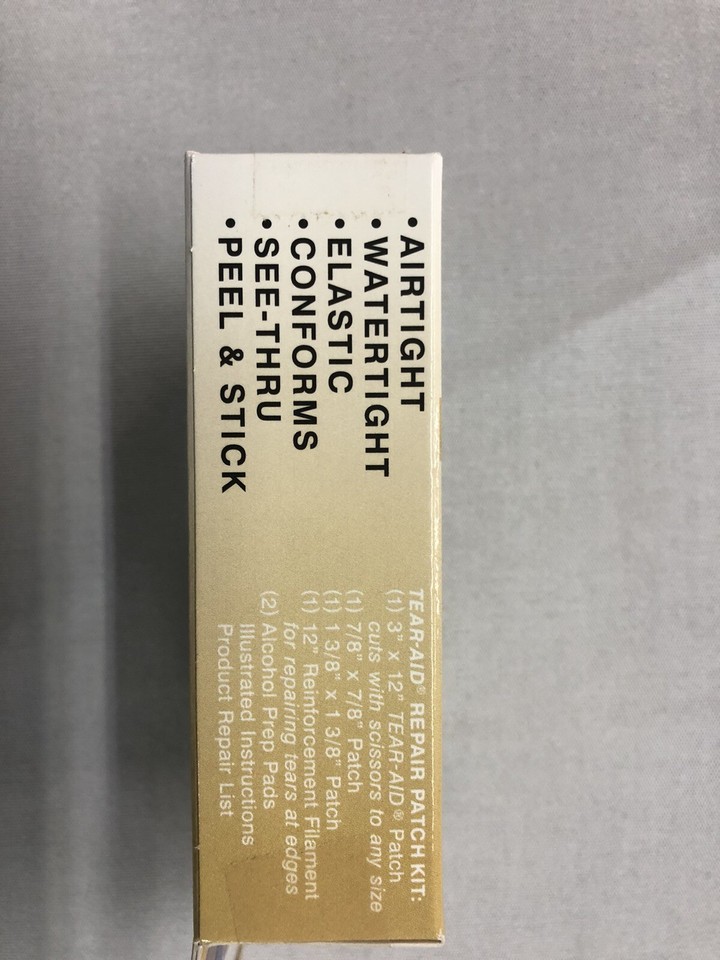 • AIRTIGHT
• WATERTIGHT
• ELASTIC
• CONFORMS
• SEE-THRU
• PEEL & STICK
TEAR-AID® REPAIR PATCH KIT:
(1) 3" x 12" TEAR-AID® Patch
cuts with scissors to any size
(1) 7/8" x 7/8" Patch
(1) 1 3/8" x 1 3/8" Patch
(1) 12" Reinforcement Filament
for repairing tears at edges
(2) Alcohol Prep Pads
Illustrated Instructions
Product Repair List